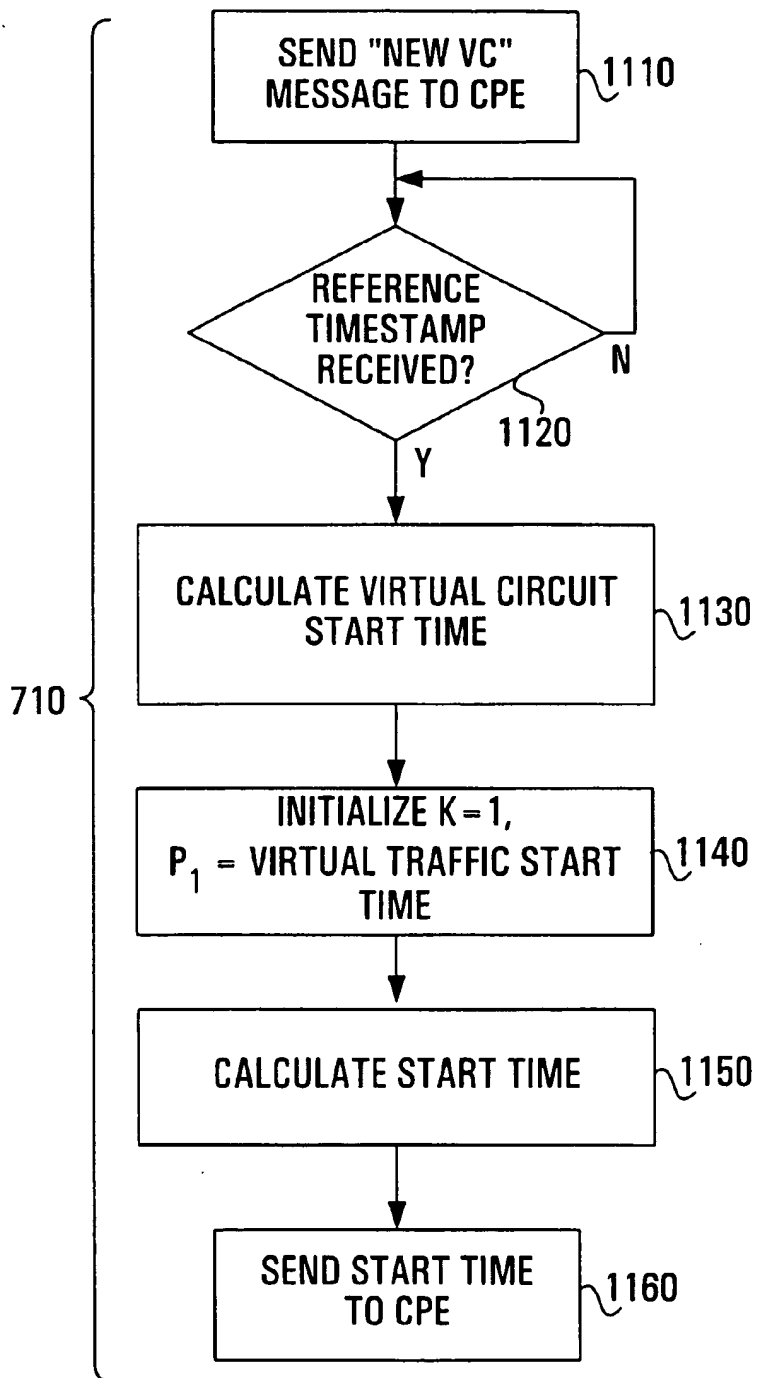 SEND "NEW VC"
MESSAGE TO CPE
1110
REFERENCE
TIMESTAMP
RECEIVED?
N
1120
Y
CALCULATE VIRTUAL CIRCUIT
START TIME
1130
710
INITIALIZE K = 1,
P1 = VIRTUAL TRAFFIC START
TIME
1140
CALCULATE START TIME
1150
SEND START TIME
TO CPE
1160